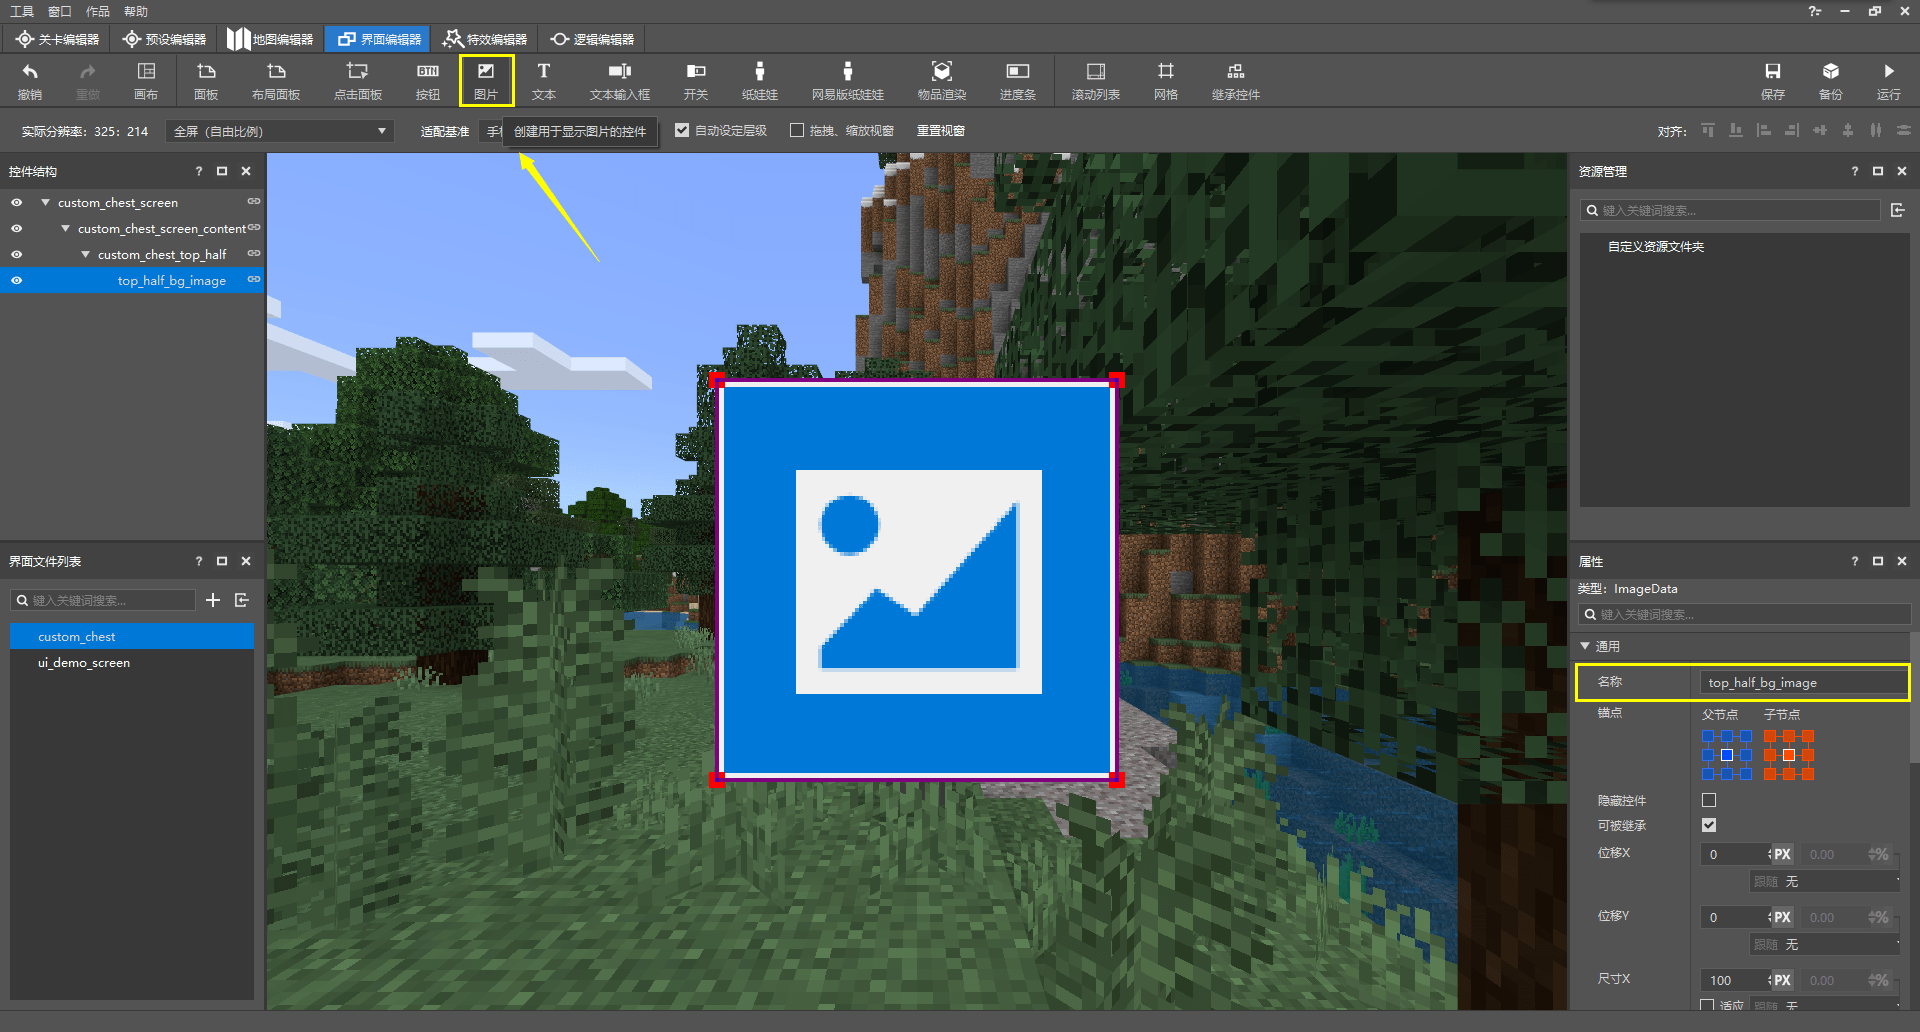 工具 窗口 作品 帮助
关卡编辑器 预设编辑器 地图编辑器 界面编辑器 特效编辑器 逻辑编辑器
撤销 重做 画布 面板 布局面板 点击面板 按钮 图片 文本 文本输入框 开关 纸娃娃 网易版纸娃娃 物品渲染 进度条 滚动列表 网格 继承控件 保存 备份 运行
实际分辨率：325：214 全屏（自由比例） 适配基准 手 创建用于显示图片的控件 自动设定层级 拖拽、缩放视窗 重置视窗 对齐：
控件结构
custom_chest_screen
custom_chest_screen_content
custom_chest_top_half
top_half_bg_image
界面文件列表
键入关键词搜索...
custom_chest
ui_demo_screen
资源管理
键入关键词搜索...
自定义资源文件夹
属性
类型：ImageData
键入关键词搜索...
通用
名称 top_half_bg_image
锚点 父节点 子节点
隐藏控件
可被继承
位移X 0 PX 0.00 %
跟随 无
位移Y 0 PX 0.00 %
跟随 无
尺寸X 100 PX 0.00 %
适应 跟随 无